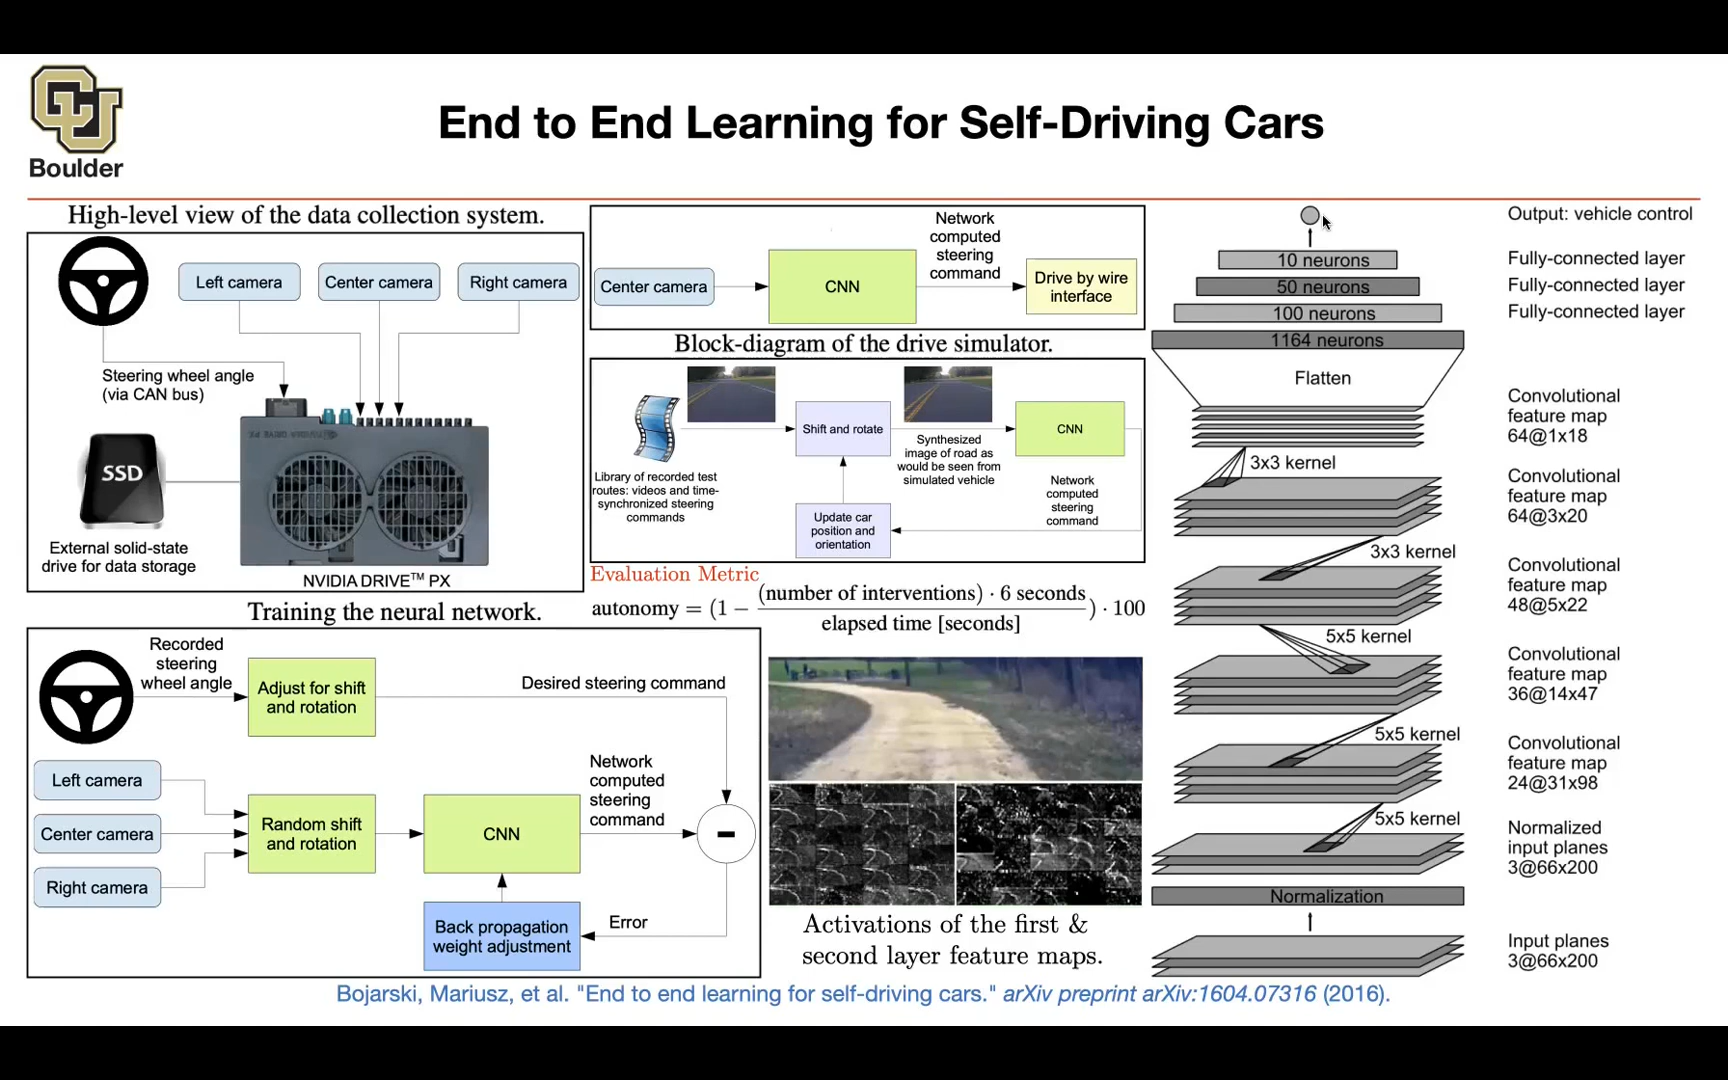 CU
Boulder
End to End Learning for Self-Driving Cars
High-level view of the data collection system.
Left camera
Center camera
Right camera
Steering wheel angle
(via CAN bus)
SSD
External solid-state
drive for data storage
NVIDIA DRIVE™ PX
Training the neural network.
Recorded
steering
wheel angle
Adjust for shift
and rotation
Desired steering command
Left camera
Center camera
Right camera
Random shift
and rotation
CNN
Network
computed
steering
command
-
Back propagation
weight adjustment
Error
Center camera
CNN
Network
computed
steering
command
Drive by wire
interface
Block-diagram of the drive simulator.
Library of recorded test
routes: videos and time-
synchronized steering
commands
Shift and rotate
Synthesized
image of road as
would be seen from
simulated vehicle
CNN
Network
computed
steering
command
Update car
position and
orientation
Evaluation Metric
autonomy = (1 − (number of interventions) · 6 seconds / elapsed time [seconds]) · 100
Activations of the first &
second layer feature maps.
Output: vehicle control
10 neurons
Fully-connected layer
50 neurons
Fully-connected layer
100 neurons
Fully-connected layer
1164 neurons
Flatten
Convolutional
feature map
64@1x18
3x3 kernel
Convolutional
feature map
64@3x20
3x3 kernel
Convolutional
feature map
48@5x22
5x5 kernel
Convolutional
feature map
36@14x47
5x5 kernel
Convolutional
feature map
24@31x98
5x5 kernel
Normalized
input planes
3@66x200
Normalization
Input planes
3@66x200
Bojarski, Mariusz, et al. "End to end learning for self-driving cars." arXiv preprint arXiv:1604.07316 (2016).